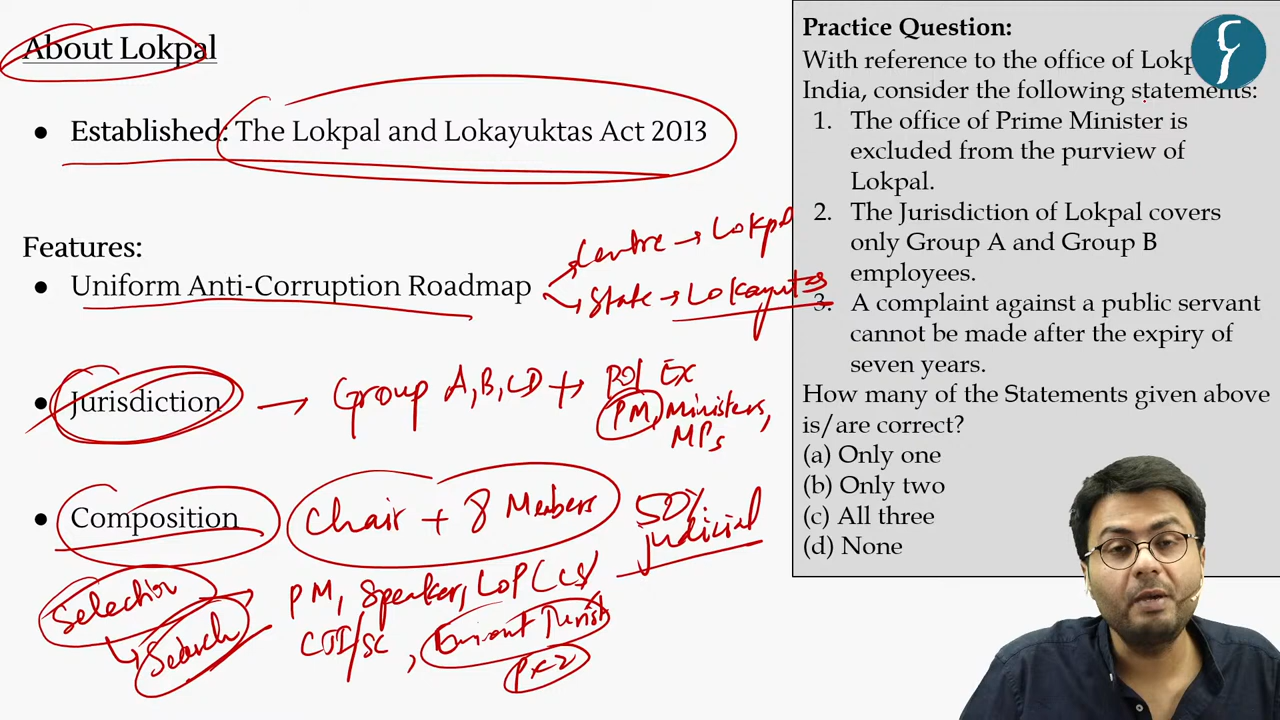 About Lokpal
● Established: The Lokpal and Lokayuktas Act 2013
Features:
● Uniform Anti-Corruption Roadmap
Centre → Lokpal
State → Lokayuktas
● Jurisdiction → Group A, B, C, D + Pol Ex
PM, Ministers,
MPs
● Composition Chair + 8 Members 50%
Judicial
Selection PM, Speaker, LoP (LS)
Search CJI/SC, Eminent Jurists
Practice Question:
With reference to the office of
India, consider the following statements:
1. The office of Prime Minister is
excluded from the purview of
Lokpal.
2. The Jurisdiction of Lokpal covers
only Group A and Group B
employees.
3. A complaint against a public servant
cannot be made after the expiry of
seven years.
How many of the Statements given above
is/are correct?
(a) Only one
(b) Only two
(c) All three
(d) None